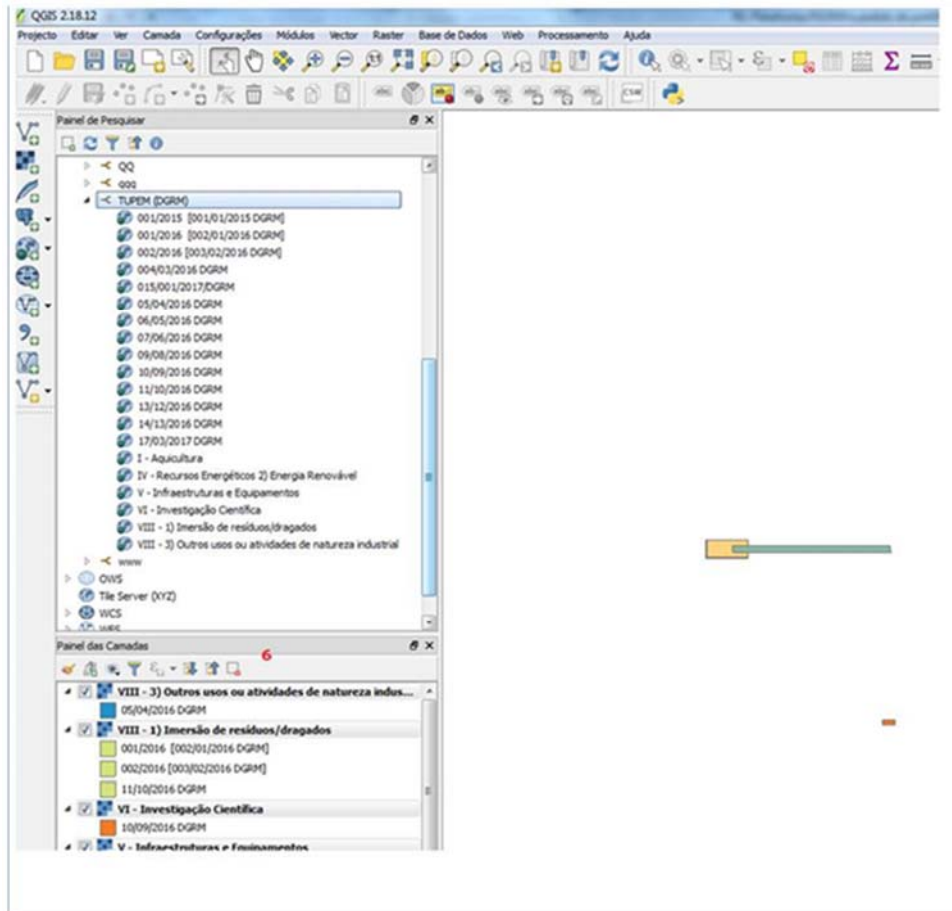 QGIS 2.18.12
Projecto Editar Ver Camada Configurações Módulos Vector Raster Base de Dados Web Processamento Ajuda
CSW
Painel de Pesquisar
QQ
qqq
TUPEM (DGRM)
001/2015 [001/01/2015 DGRM]
001/2016 [002/01/2016 DGRM]
002/2016 [003/02/2016 DGRM]
004/03/2016 DGRM
015/001/2017/DGRM
05/04/2016 DGRM
06/05/2016 DGRM
07/06/2016 DGRM
09/08/2016 DGRM
10/09/2016 DGRM
11/10/2016 DGRM
13/12/2016 DGRM
14/13/2016 DGRM
17/03/2017 DGRM
I - Aquicultura
IV - Recursos Energéticos 2) Energia Renovável
V - Infraestruturas e Equipamentos
VI - Investigação Científica
VIII - 1) Imersão de resíduos/dragados
VIII - 3) Outros usos ou atividades de natureza industrial
www
OWS
Tile Server (XYZ)
WCS
WFS
Painel das Camadas
6
VIII - 3) Outros usos ou atividades de natureza indus...
05/04/2016 DGRM
VIII - 1) Imersão de resíduos/dragados
001/2016 [002/01/2016 DGRM]
002/2016 [003/02/2016 DGRM]
11/10/2016 DGRM
VI - Investigação Científica
10/09/2016 DGRM
V - Infraestruturas e Equipamentos